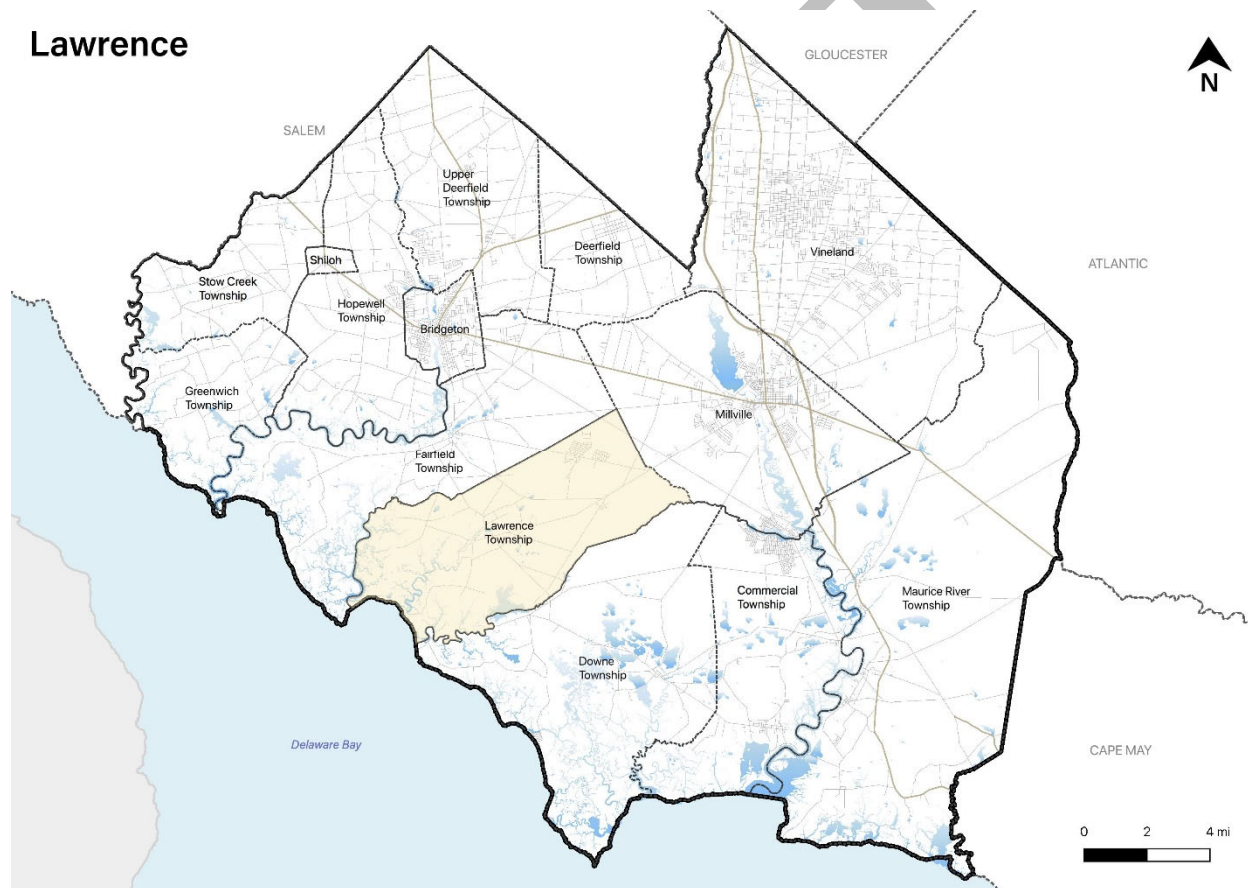 Lawrence
GLOUCESTER
N
SALEM
Upper
Deerfield
Township
Vineland
Deerfield
Township
ATLANTIC
Shiloh
Stow Creek
Township
Hopewell
Township
Bridgeton
Greenwich
Township
Millville
Fairfield
Township
Lawrence
Township
Commercial
Township
Maurice River
Township
Downe
Township
Delaware Bay
CAPE MAY
0 2 4 mi